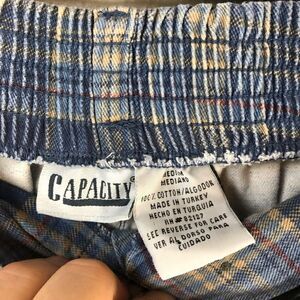 CAPACITY
MEDIUM
MEDIANO
100% COTTON/ALGODON
MADE IN TURKEY
HECHO EN TURQUIA
RN# 82127
SEE REVERSE FOR CARE
VER AL DORSO PARA
CUIDADO